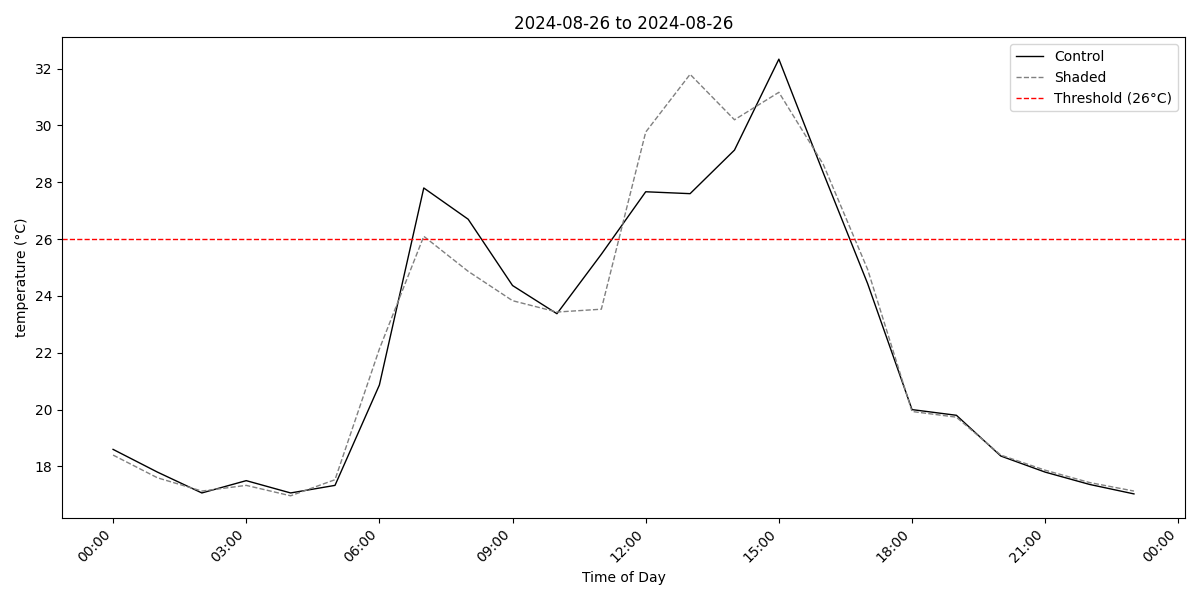 2024-08-26 to 2024-08-26
Control
Shaded
Threshold (26°C)
temperature (°C)
32
30
28
26
24
22
20
18
00:00
03:00
06:00
09:00
12:00
15:00
18:00
21:00
00:00
Time of Day